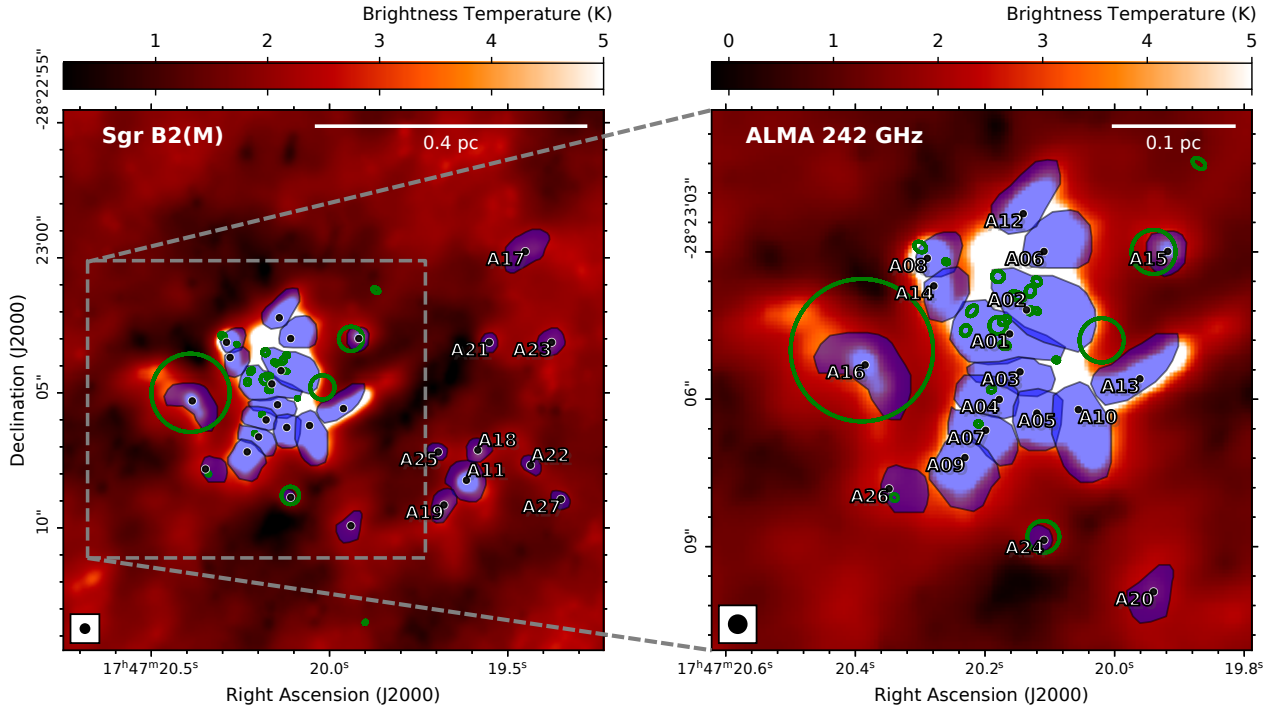 Brightness Temperature (K)
1 2 3 4 5
Sgr B2(M)
0.4 pc
-28°22'55"
23'00"
05"
10"
Declination (J2000)
A17
A21
A23
A18
A25
A22
A11
A19
A27
17ʰ47ᵐ20.5ˢ 20.0ˢ 19.5ˢ
Right Ascension (J2000)
Brightness Temperature (K)
0 1 2 3 4 5
ALMA 242 GHz
0.1 pc
-28°23'03"
06"
09"
A12
A06
A15
A08
A14
A02
A01
A16
A03
A13
A04
A05
A10
A07
A09
A26
A24
A20
17ʰ47ᵐ20.6ˢ 20.4ˢ 20.2ˢ 20.0ˢ 19.8ˢ
Right Ascension (J2000)